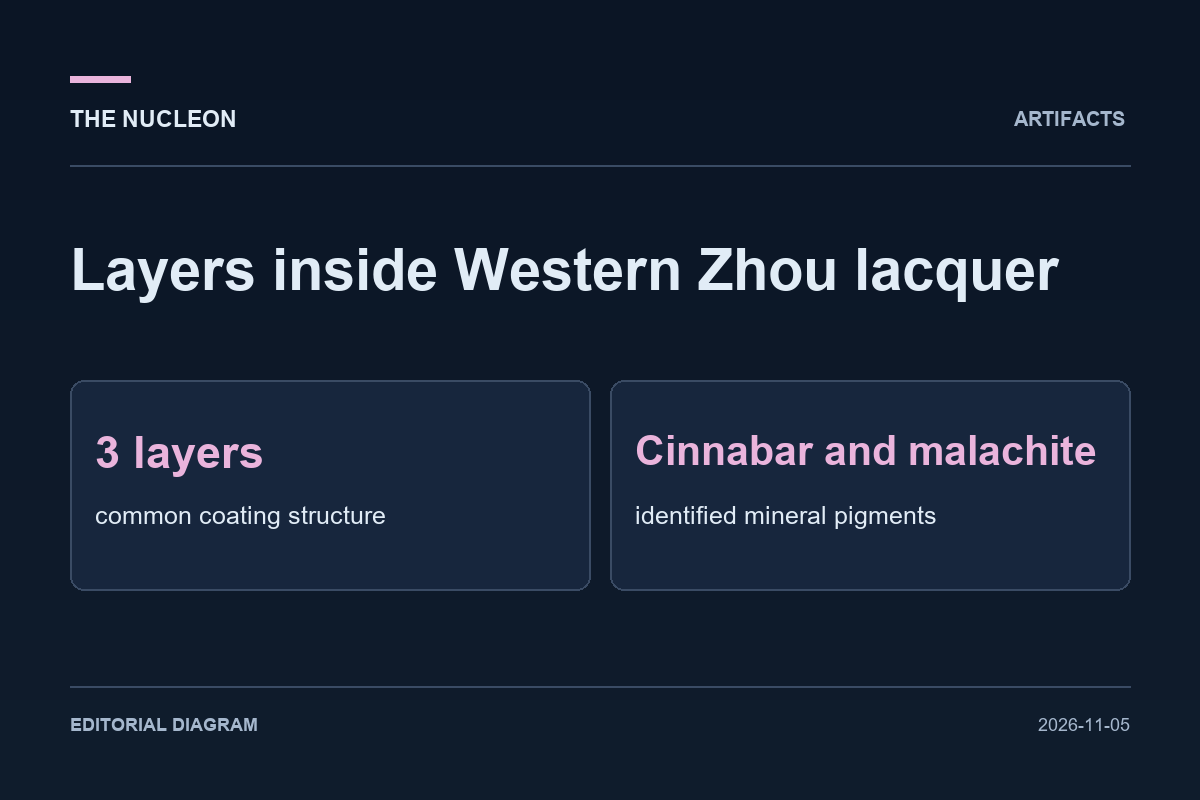 THE NUCLEON
ARTIFACTS
Layers inside Western Zhou lacquer
3 layers
common coating structure
Cinnabar and malachite
identified mineral pigments
EDITORIAL DIAGRAM
2026-11-05